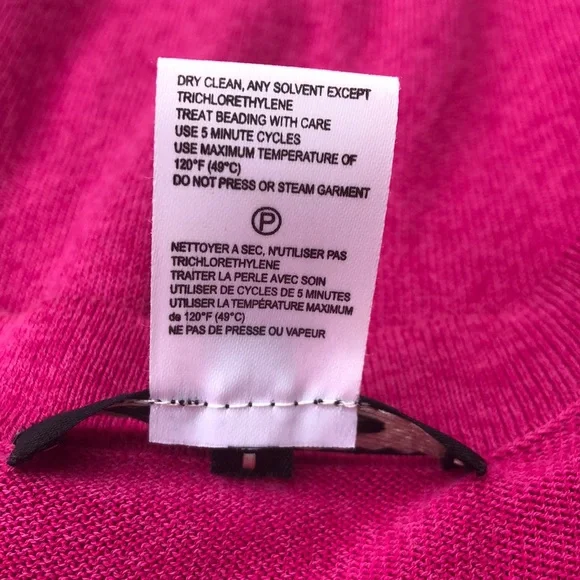 DRY CLEAN, ANY SOLVENT EXCEPT
TRICHLORETHYLENE
TREAT BEADING WITH CARE
USE 5 MINUTE CYCLES
USE MAXIMUM TEMPERATURE OF
120°F (49°C)
DO NOT PRESS OR STEAM GARMENT
P
NETTOYER A SEC, N'UTILISER PAS
TRICHLORETHYLENE
TRAITER LA PERLE AVEC SOIN
UTILISER DE CYCLES DE 5 MINUTES
UTILISER LA TEMPÉRATURE MAXIMUM
de 120°F (49°C)
NE PAS DE PRESSE OU VAPEUR